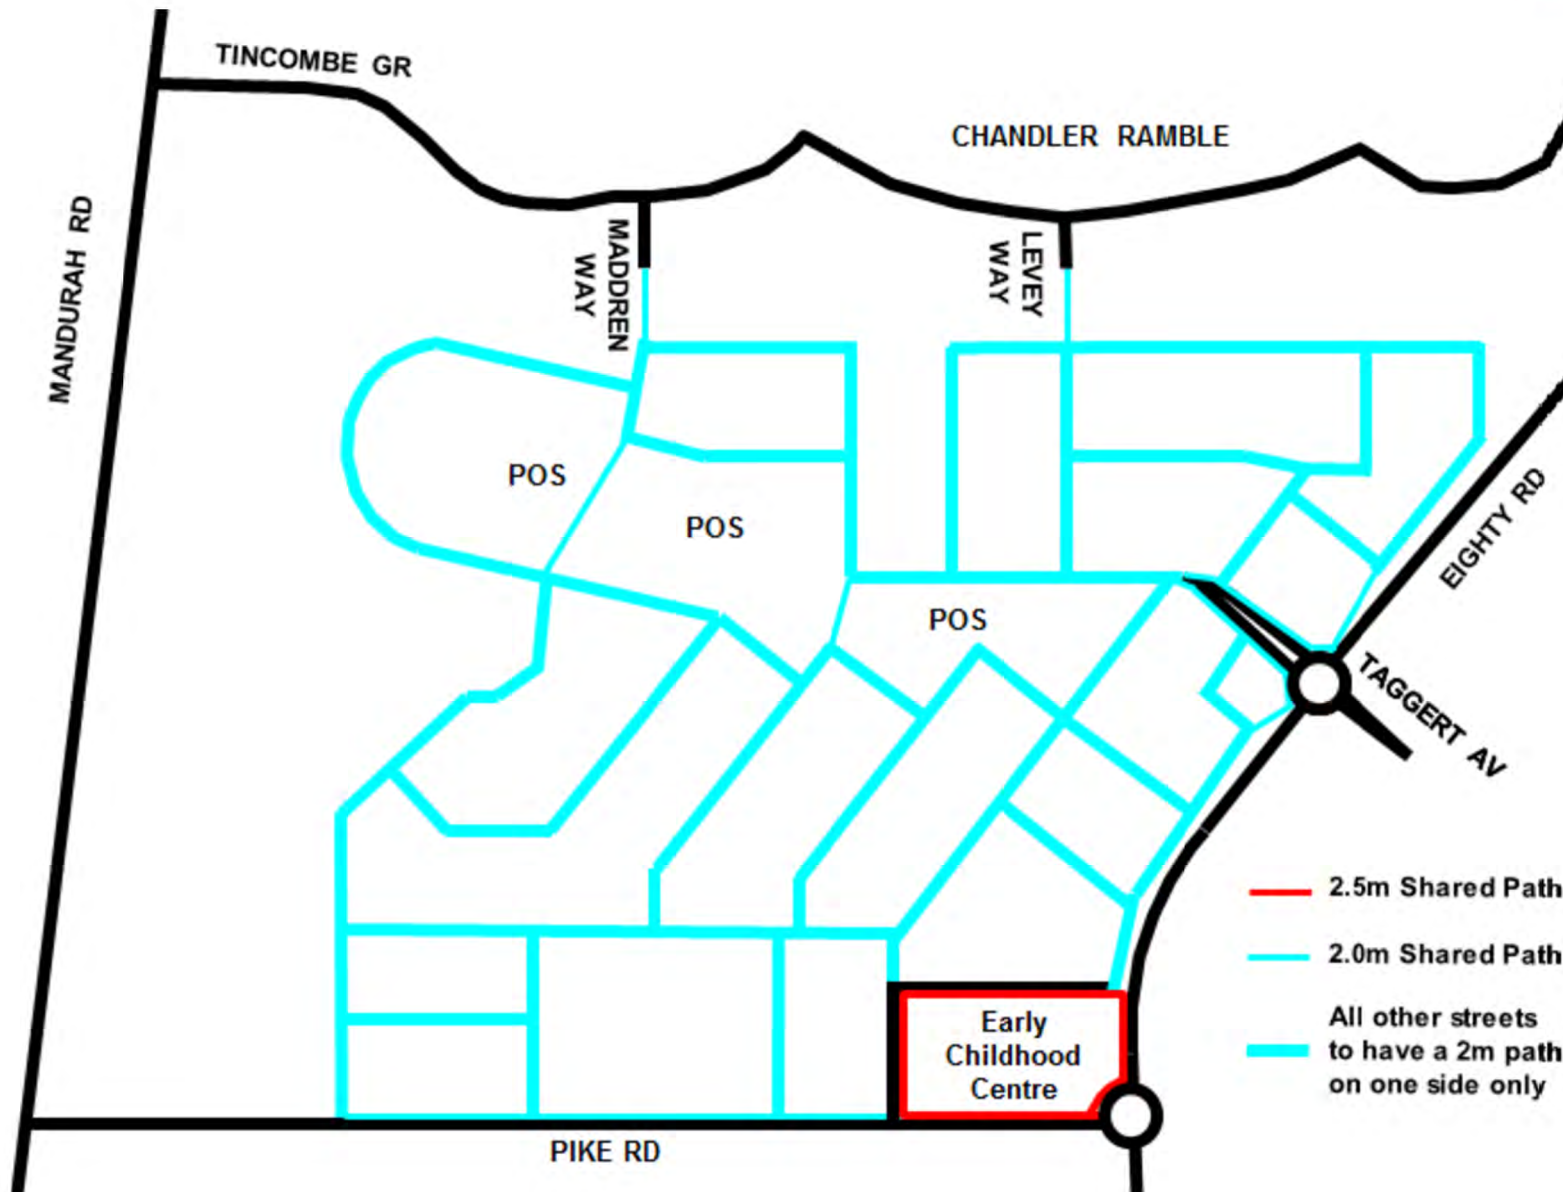 TINCOMBE GR
CHANDLER RAMBLE
MANDURAH RD
MADDREN
WAY
LEVEY
WAY
POS
POS
EIGHTY RD
POS
TAGGERT AV
2.5m Shared Path
2.0m Shared Path
Early
Childhood
Centre
All other streets
to have a 2m path
on one side only
PIKE RD